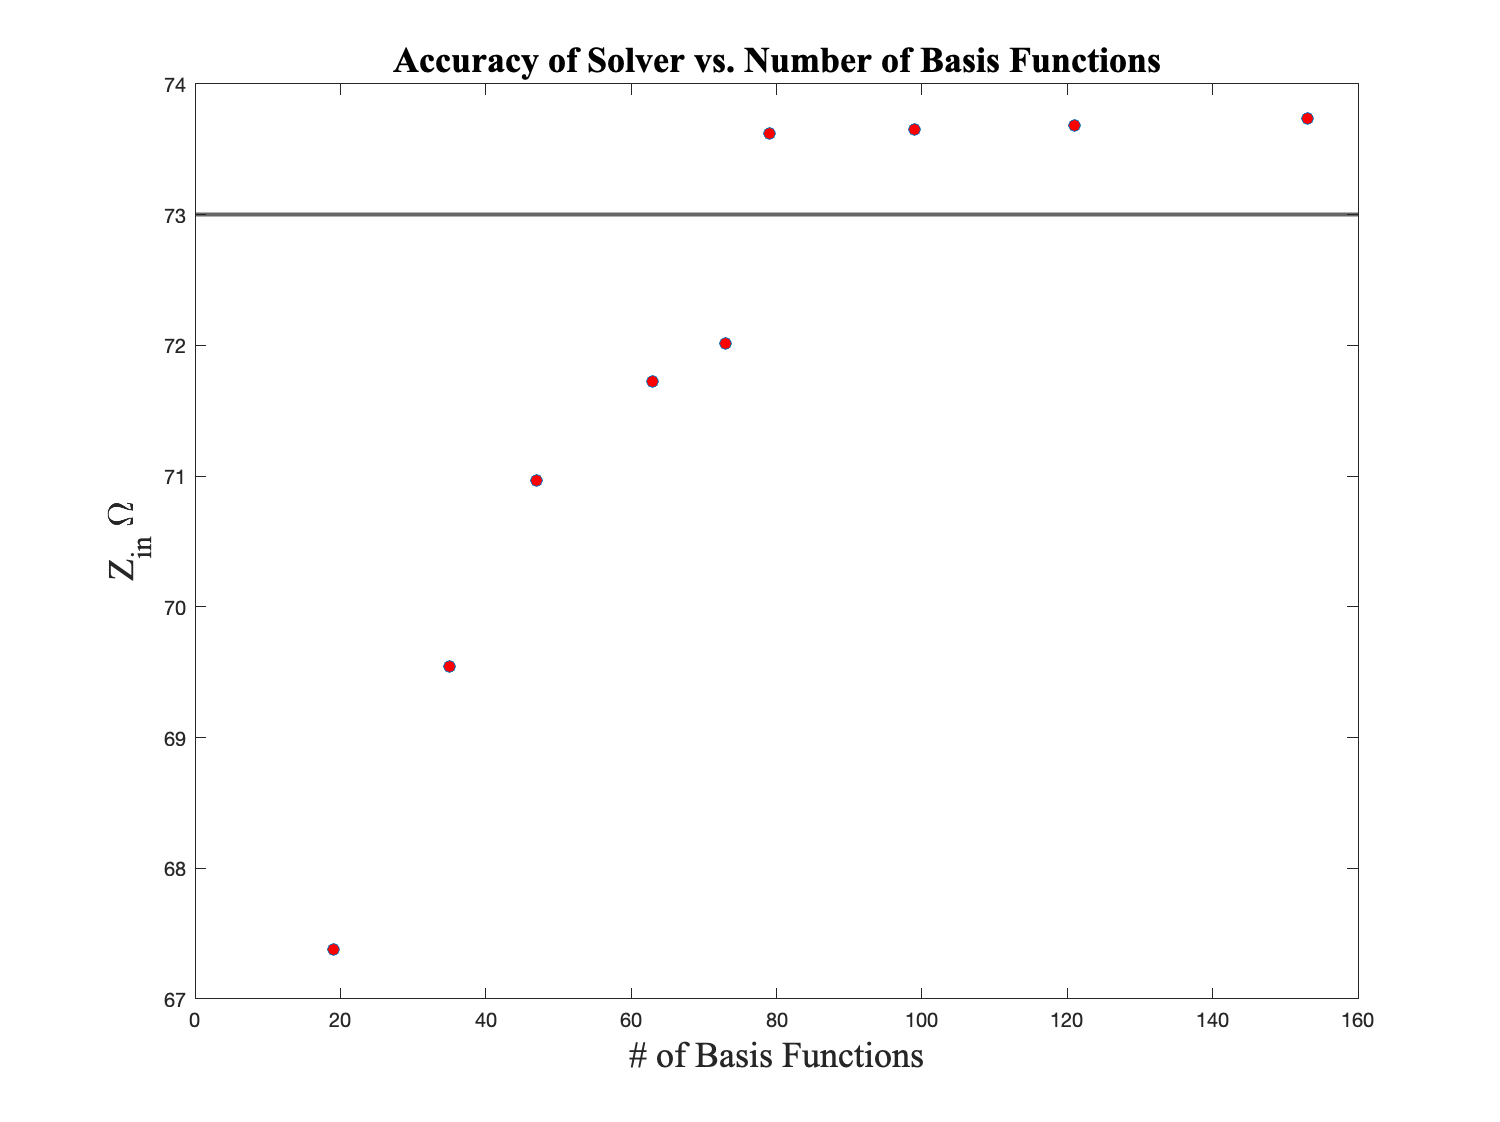 Accuracy of Solver vs. Number of Basis Functions
74
73
72
71
70
69
68
67
Z_in Ω
0 20 40 60 80 100 120 140 160
# of Basis Functions